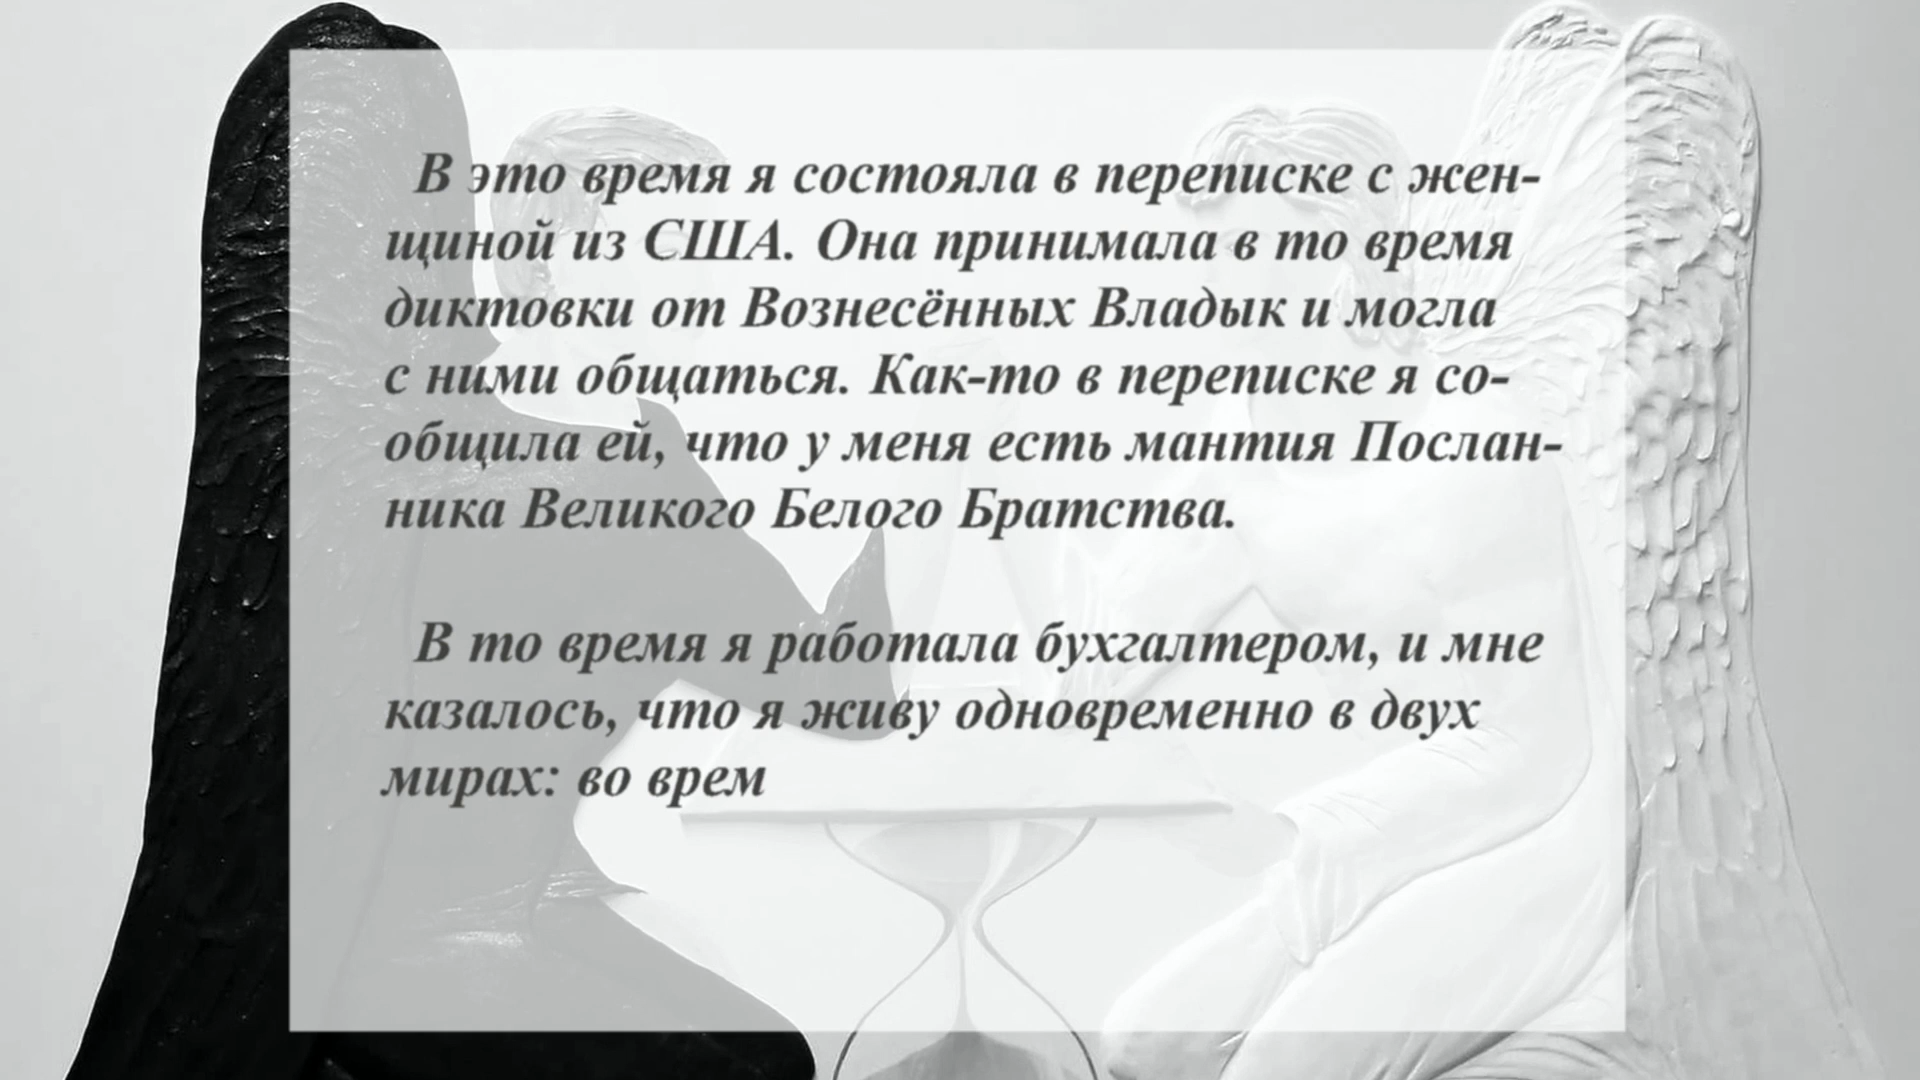 В это время я состояла в переписке с жен-
щиной из США. Она принимала в то время
диктовки от Вознесённых Владык и могла
с ними общаться. Как-то в переписке я со-
общила ей, что у меня есть мантия Послан-
ника Великого Белого Братства.
В то время я работала бухгалтером, и мне
казалось, что я живу одновременно в двух
мирах: во врем